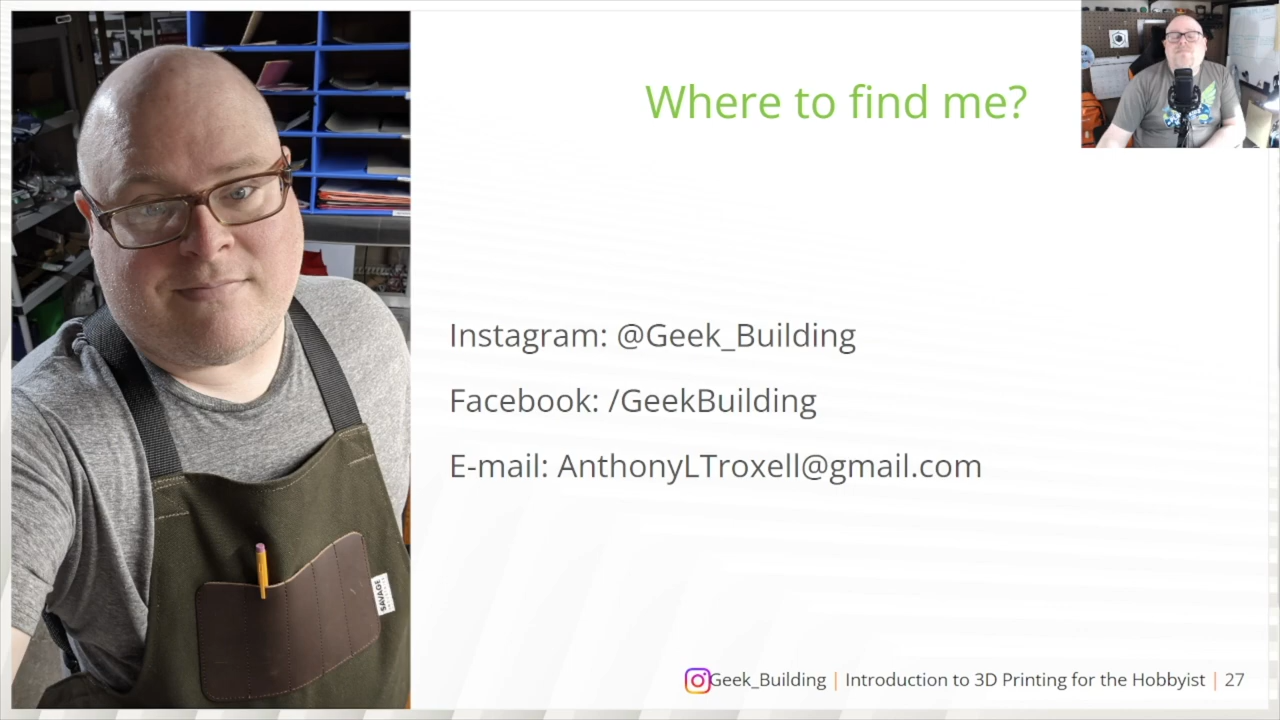 Where to find me?
Instagram: @Geek_Building
Facebook: /GeekBuilding
E-mail: AnthonyLTroxell@gmail.com
SAVAGE
Geek_Building | Introduction to 3D Printing for the Hobbyist | 27